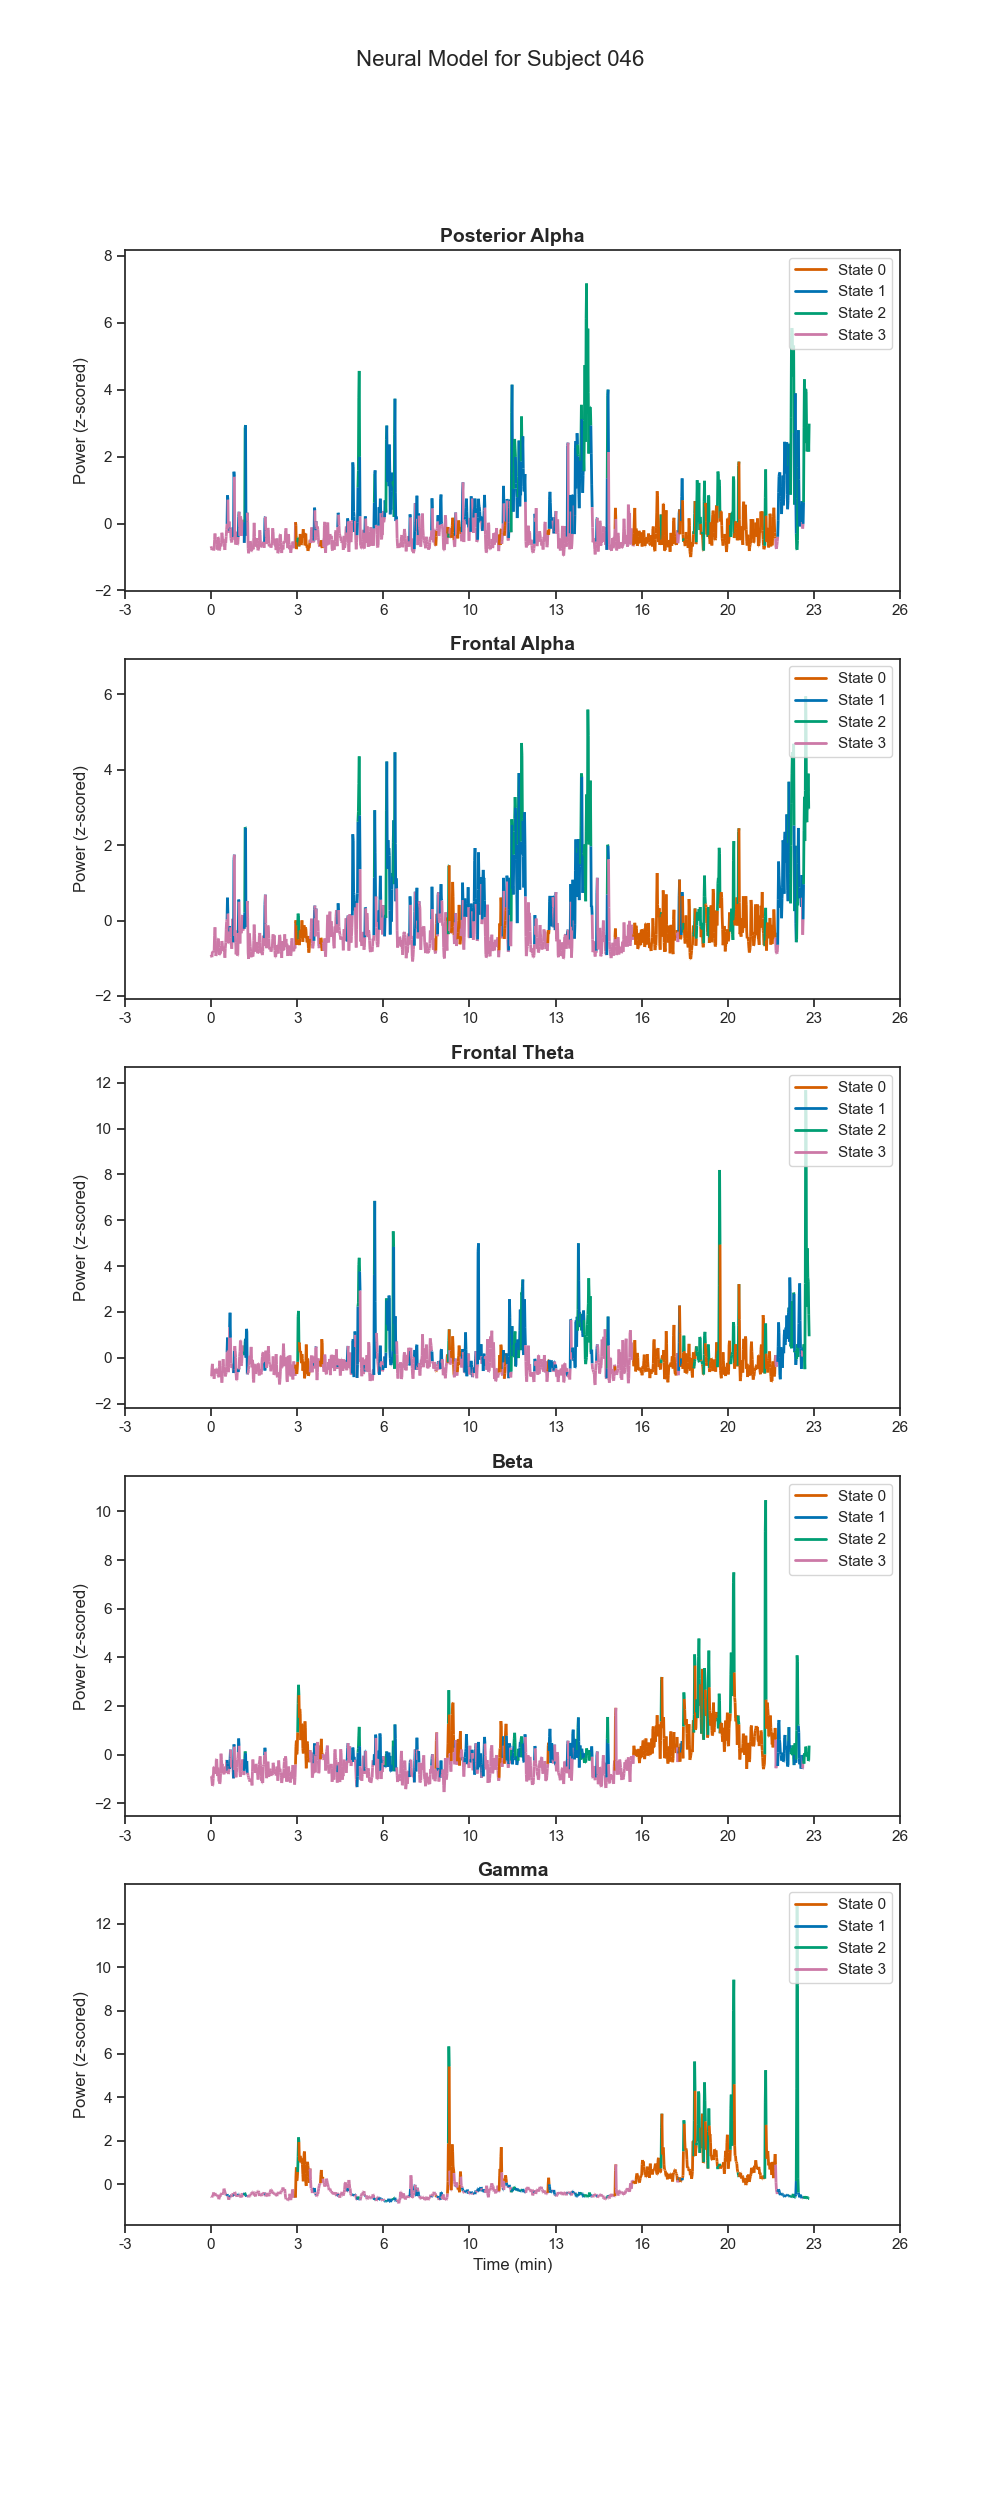 Neural Model for Subject 046
Posterior Alpha
Power (z-scored)
8
6
4
2
0
−2
-3 0 3 6 10 13 16 20 23 26
State 0
State 1
State 2
State 3
Frontal Alpha
Power (z-scored)
6
4
2
0
−2
-3 0 3 6 10 13 16 20 23 26
State 0
State 1
State 2
State 3
Frontal Theta
Power (z-scored)
12
10
8
6
4
2
0
−2
-3 0 3 6 10 13 16 20 23 26
State 0
State 1
State 2
State 3
Beta
Power (z-scored)
10
8
6
4
2
0
−2
-3 0 3 6 10 13 16 20 23 26
State 0
State 1
State 2
State 3
Gamma
Power (z-scored)
12
10
8
6
4
2
0
-3 0 3 6 10 13 16 20 23 26
State 0
State 1
State 2
State 3
Time (min)